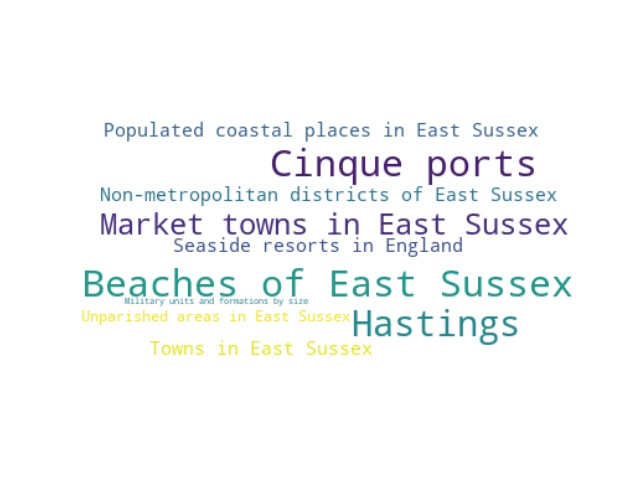 Populated coastal places in East Sussex
Cinque ports
Non-metropolitan districts of East Sussex
Market towns in East Sussex
Seaside resorts in England
Beaches of East Sussex
Military units and formations by size
Unparished areas in East Sussex
Hastings
Towns in East Sussex